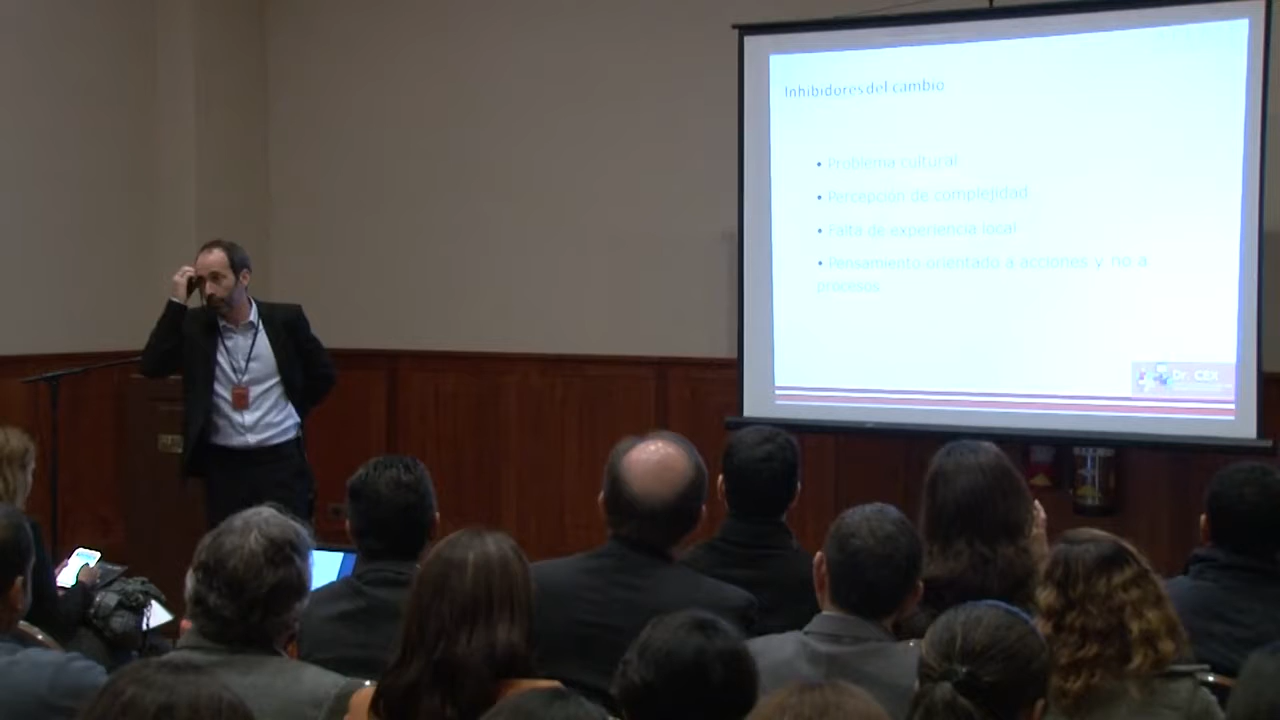 Inhibidores del cambio
• Problema cultural
• Percepción de complejidad
• Falta de experiencia local
• Pensamiento orientado a acciones y no a
procesos
Dr. CEX